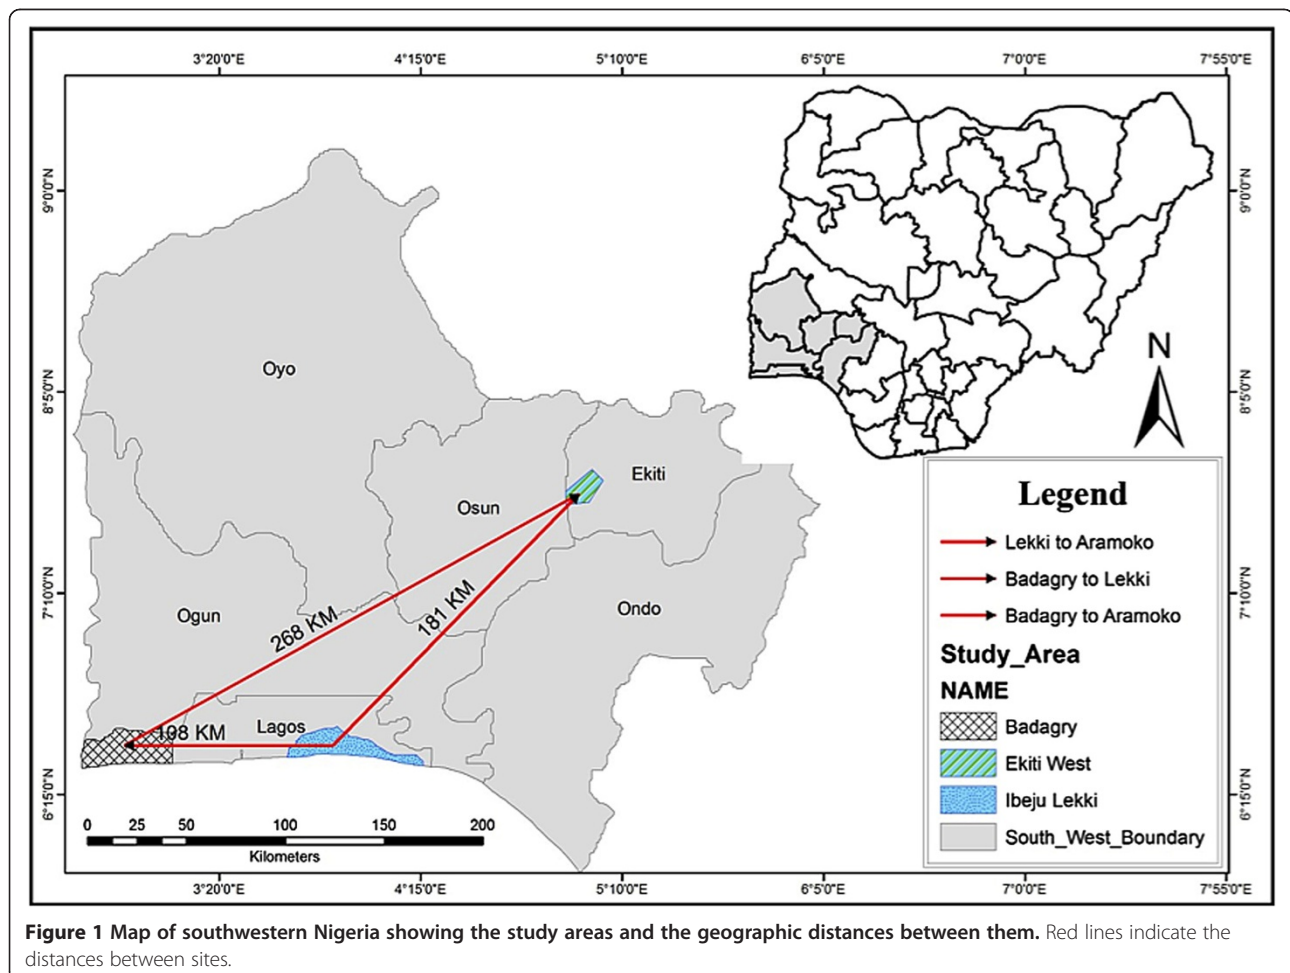 3°20'0"E 4°15'0"E 5°10'0"E 6°5'0"E 7°0'0"E 7°55'0"E
9°0'0"N 9°0'0"N
Oyo
N
8°5'0"N 8°5'0"N
Ekiti
Osun
Legend
Lekki to Aramoko
Badagry to Lekki
Badagry to Aramoko
7°10'0"N 7°10'0"N
Ogun
268 KM
181 KM
Ondo
Study_Area
NAME
Lagos
198 KM
Badagry
Ekiti West
Ibeju Lekki
South_West_Boundary
6°15'0"N 6°15'0"N
0 25 50 100 150 200
Kilometers
3°20'0"E 4°15'0"E 5°10'0"E 6°5'0"E 7°0'0"E 7°55'0"E
Figure 1 Map of southwestern Nigeria showing the study areas and the geographic distances between them. Red lines indicate the
distances between sites.